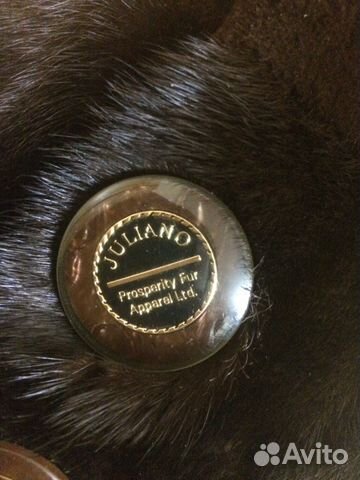 JULIANO
Prosperity Fur
Apparel Ltd.
Avito